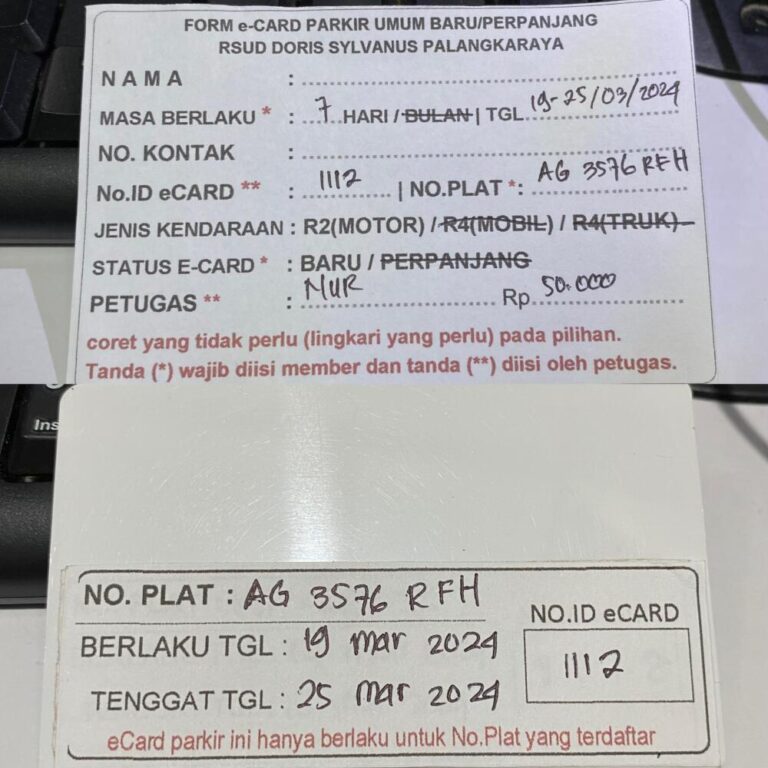 FORM e-CARD PARKIR UMUM BARU/PERPANJANG
RSUD DORIS SYLVANUS PALANGKARAYA
NAMA :
MASA BERLAKU * : 7 HARI / BULAN | TGL 19-25/03/2024
NO. KONTAK :
No.ID eCARD ** : 1112 | NO.PLAT *: AG 3576 RFH
JENIS KENDARAAN : R2(MOTOR) / R4(MOBIL) / R4(TRUK)
STATUS E-CARD * : BARU / PERPANJANG
PETUGAS ** : NUR Rp. 50.000
coret yang tidak perlu (lingkari yang perlu) pada pilihan.
Tanda (*) wajib diisi member dan tanda (**) diisi oleh petugas.
Ins
NO. PLAT : AG 3576 RFH
BERLAKU TGL : 19 Mar 2024
TENGGAT TGL : 25 Mar 2024
NO.ID eCARD
1112
eCard parkir ini hanya berlaku untuk No.Plat yang terdaftar